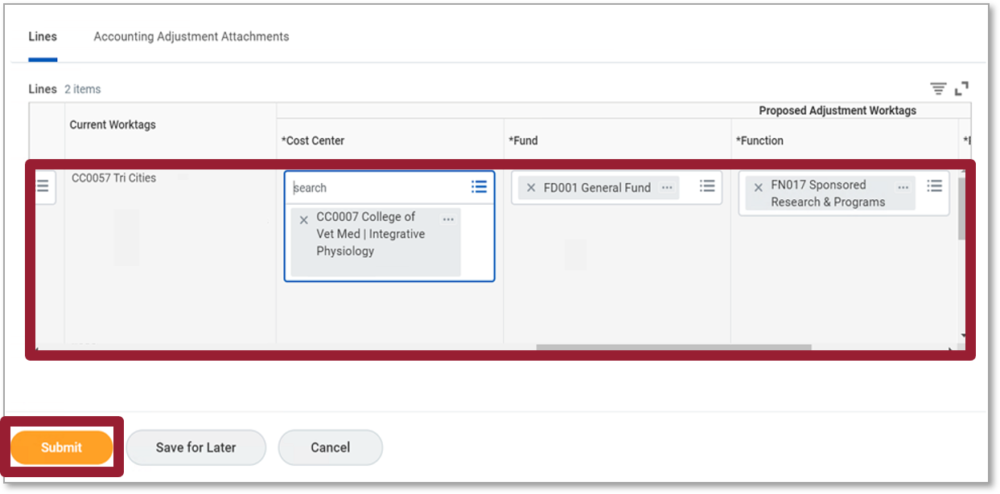 Lines Accounting Adjustment Attachments
Lines 2 items
Proposed Adjustment Worktags
Current Worktags
*Cost Center *Fund *Function
CC0057 Tri Cities
search
CC0007 College of
Vet Med | Integrative
Physiology
FD001 General Fund
FN017 Sponsored
Research & Programs
Submit Save for Later Cancel